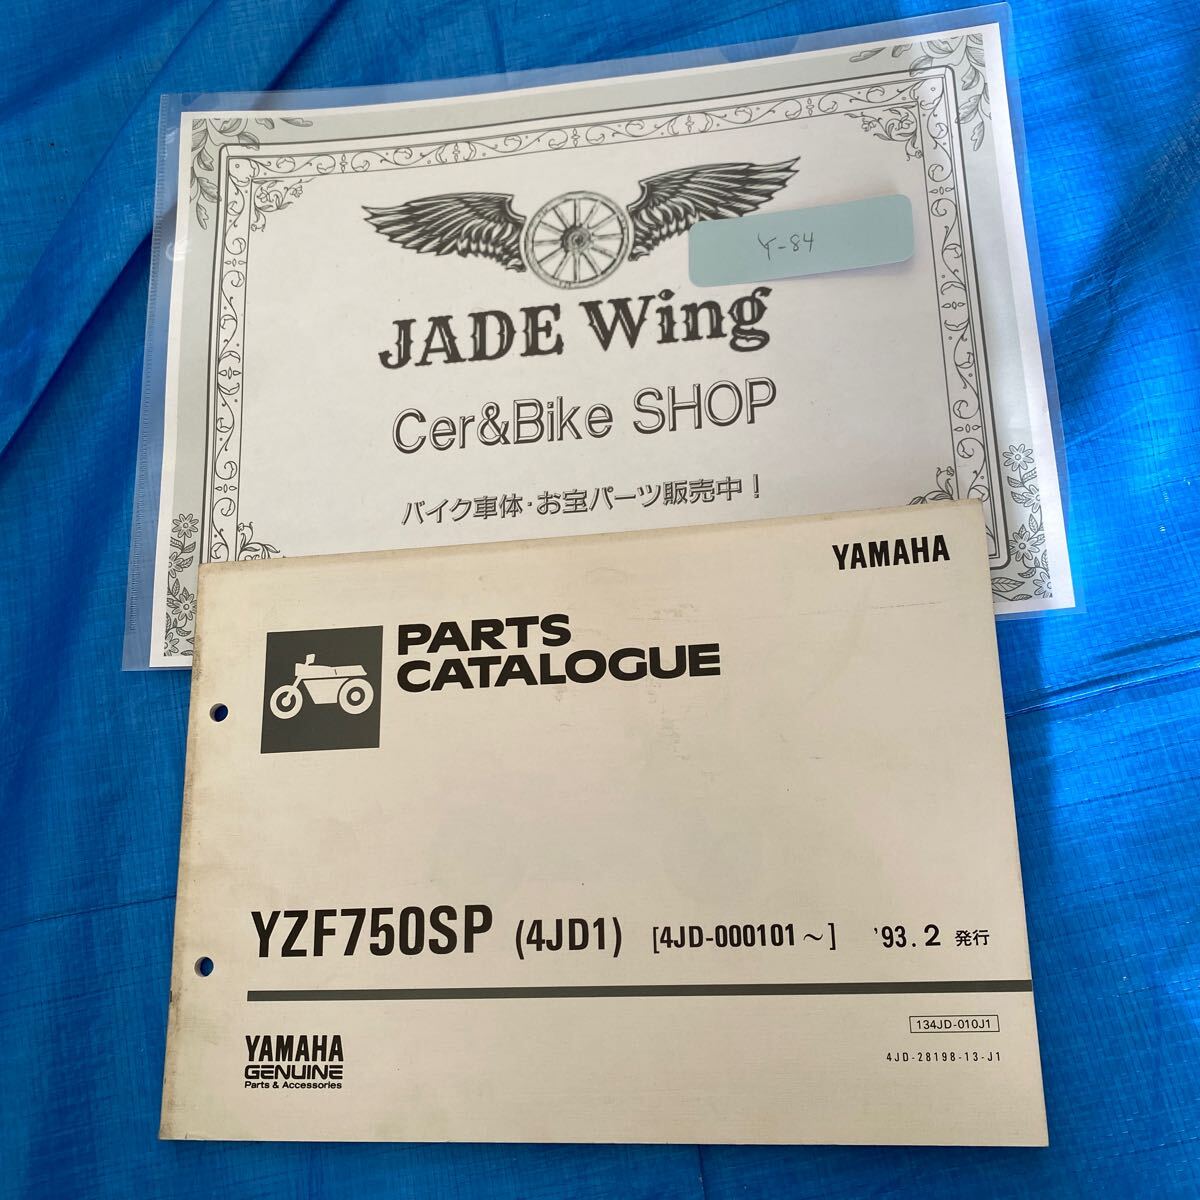 Y-84
JADE Wing
Cer&Bike SHOP
バイク車体・お宝パーツ販売中！
YAMAHA
PARTS
CATALOGUE
YZF750SP (4JD1) [4JD-000101～] '93.2 発行
134JD-010J1
4JD-28198-13-J1
YAMAHA
GENUINE
Parts & Accessories